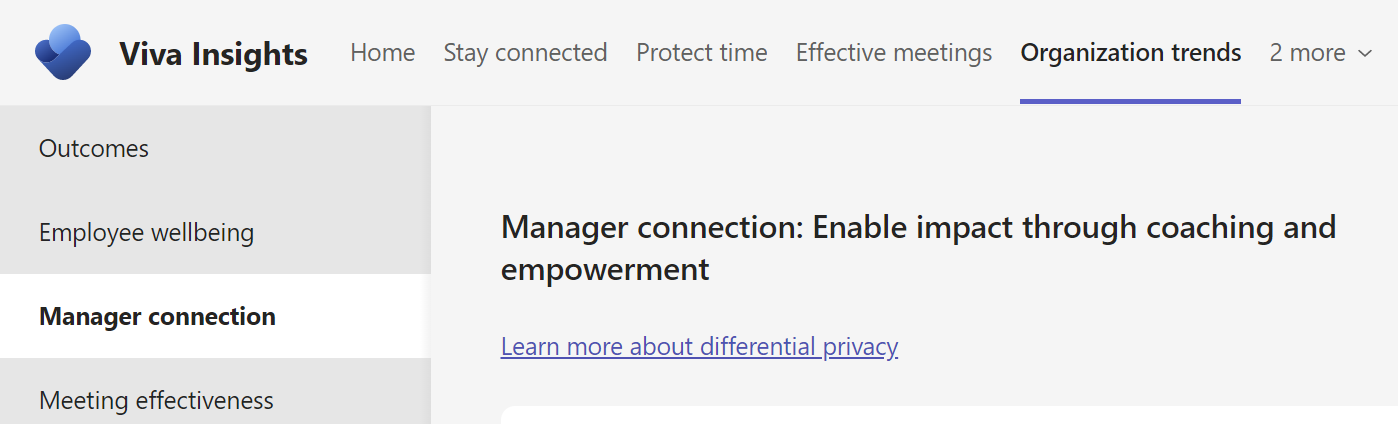 Viva Insights Home Stay connected Protect time Effective meetings Organization trends 2 more
Outcomes
Employee wellbeing
Manager connection
Meeting effectiveness
Manager connection: Enable impact through coaching and
empowerment
Learn more about differential privacy